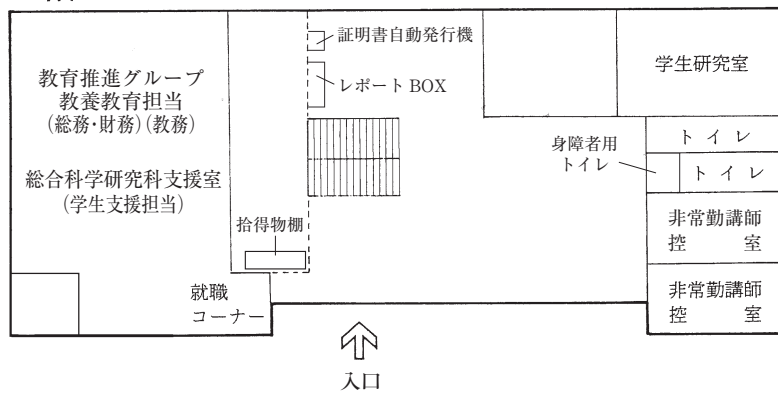 教育推進グループ
教養教育担当
(総務・財務)(教務)
総合科学研究科支援室
(学生支援担当)
就職
コーナー
証明書自動発行機
レポート BOX
拾得物棚
学生研究室
トイレ
身障者用
トイレ
トイレ
非常勤講師
控室
非常勤講師
控室
入口